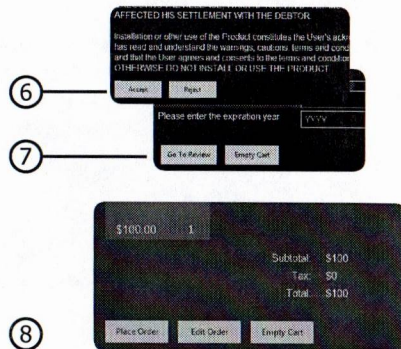 AFFECTED HIS SETTLEMENT WITH THE DEBTOR.
Installation or other use of the Product constitutes the User's ackn
has read and understand the warnings, cautions, terms and cond
and that the User agrees and consents to the terms and condition
OTHERWISE DO NOT INSTALL OR USE THE PRODUCT
6
Accept Reject
Please enter the expiration year YYYY
7
Go To Review Empty Cart
$100.00 1
Subtotal: $100
Tax: $0
Total: $100
8
Place Order Edit Order Empty Cart